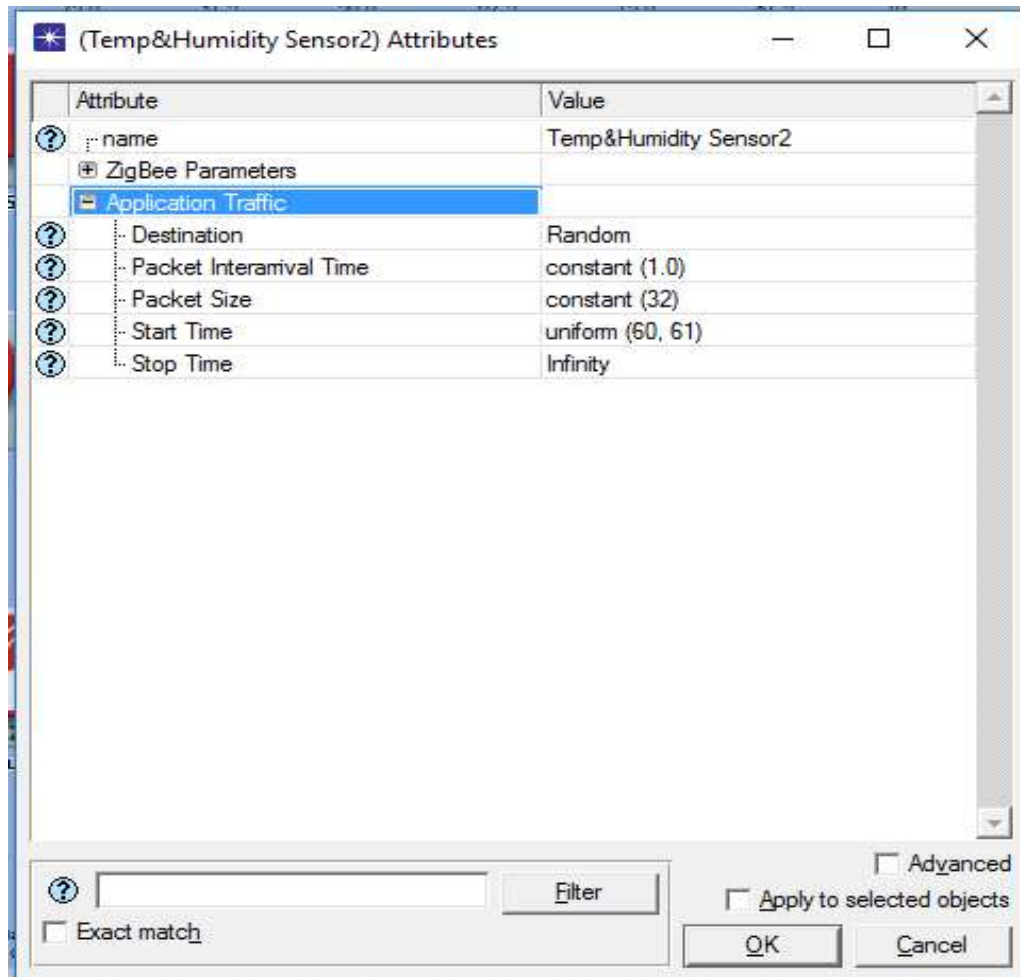 (Temp&Humidity Sensor2) Attributes
Attribute Value
name Temp&Humidity Sensor2
ZigBee Parameters
Application Traffic
Destination Random
Packet Interarrival Time constant (1.0)
Packet Size constant (32)
Start Time uniform (60, 61)
Stop Time Infinity
Advanced
Filter
Apply to selected objects
Exact match
OK Cancel